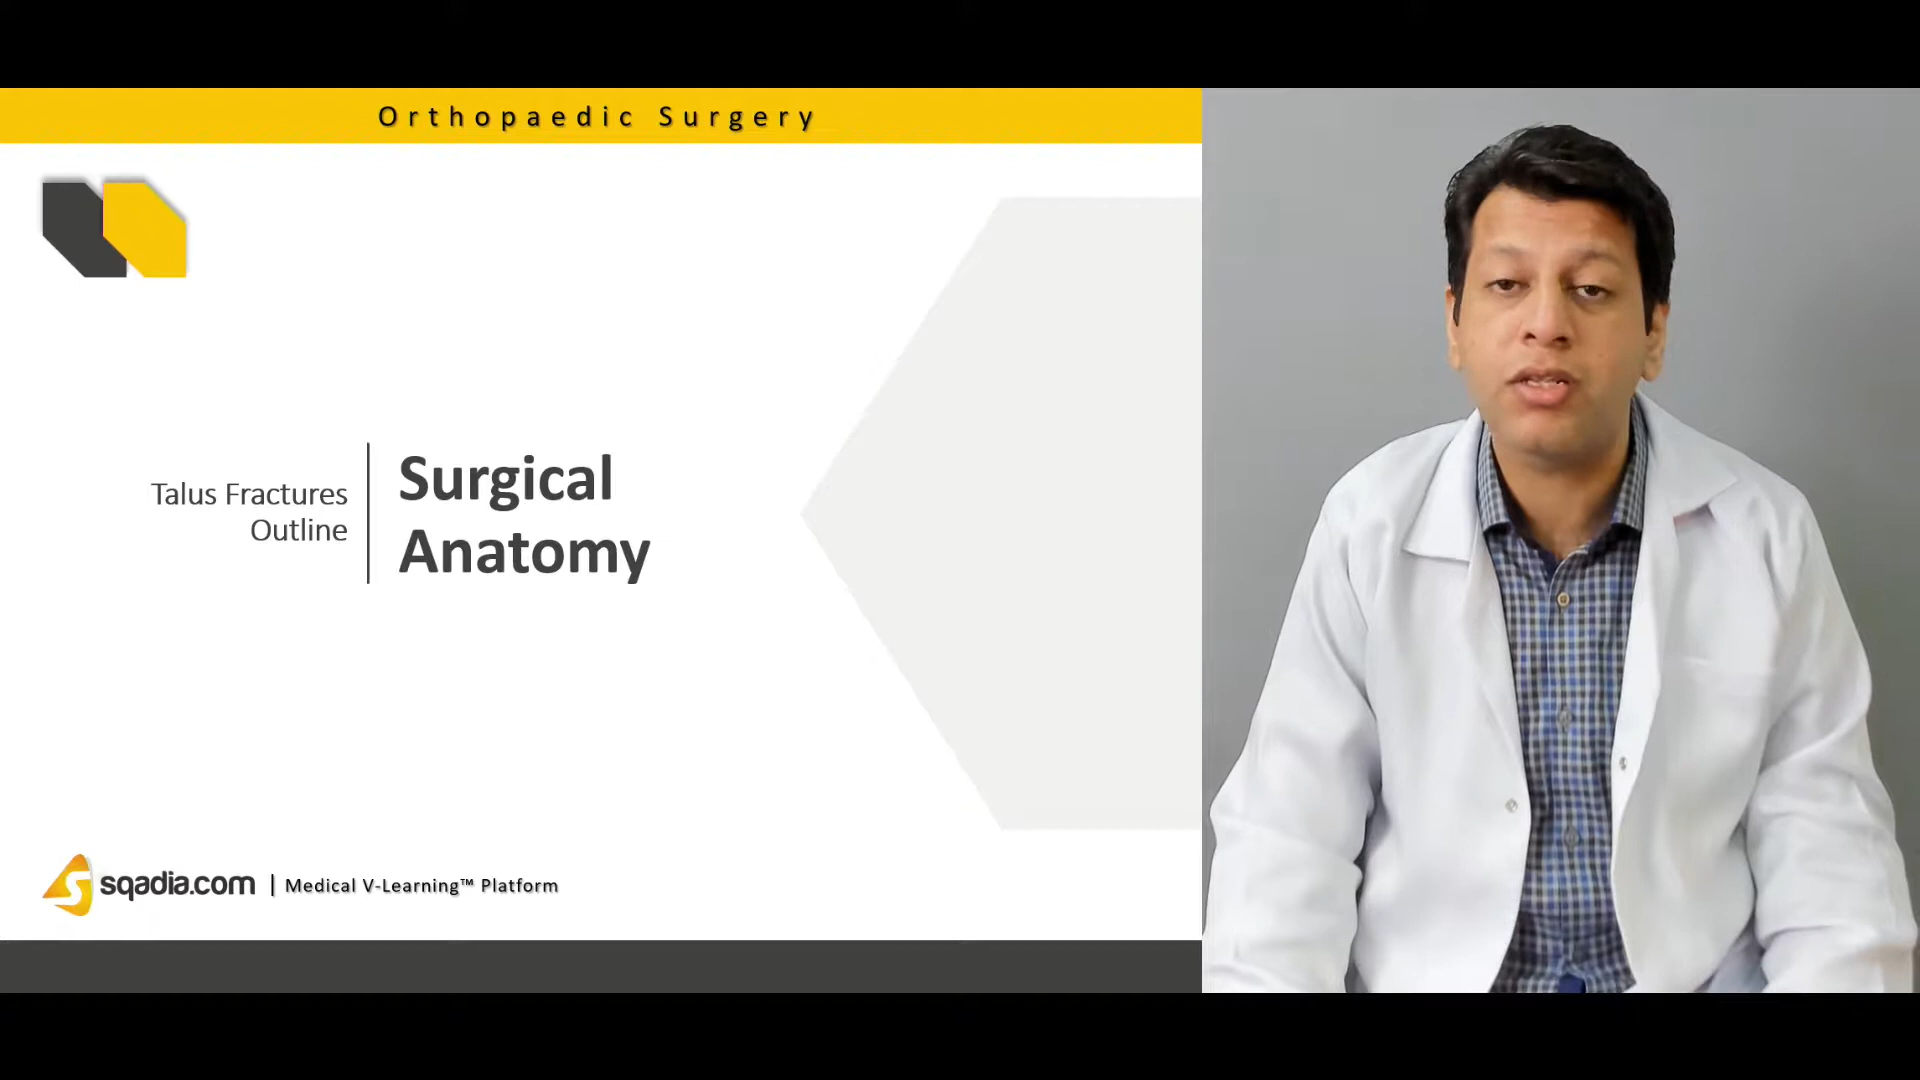 Orthopaedic Surgery
Talus Fractures
Outline
Surgical
Anatomy
sqadia.com | Medical V-Learning™ Platform